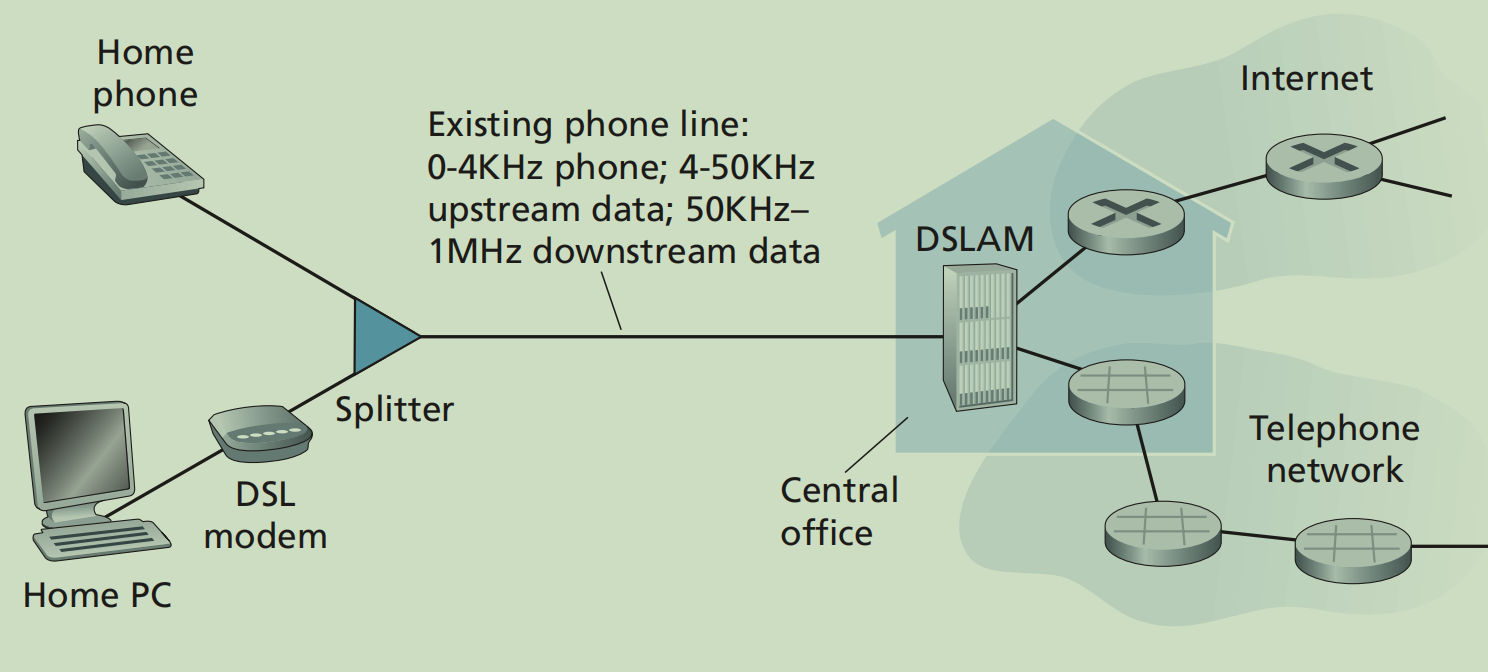 Home
phone
Existing phone line:
0-4KHz phone; 4-50KHz
upstream data; 50KHz–
1MHz downstream data
Internet
DSLAM
Splitter
DSL
modem
Home PC
Central
office
Telephone
network